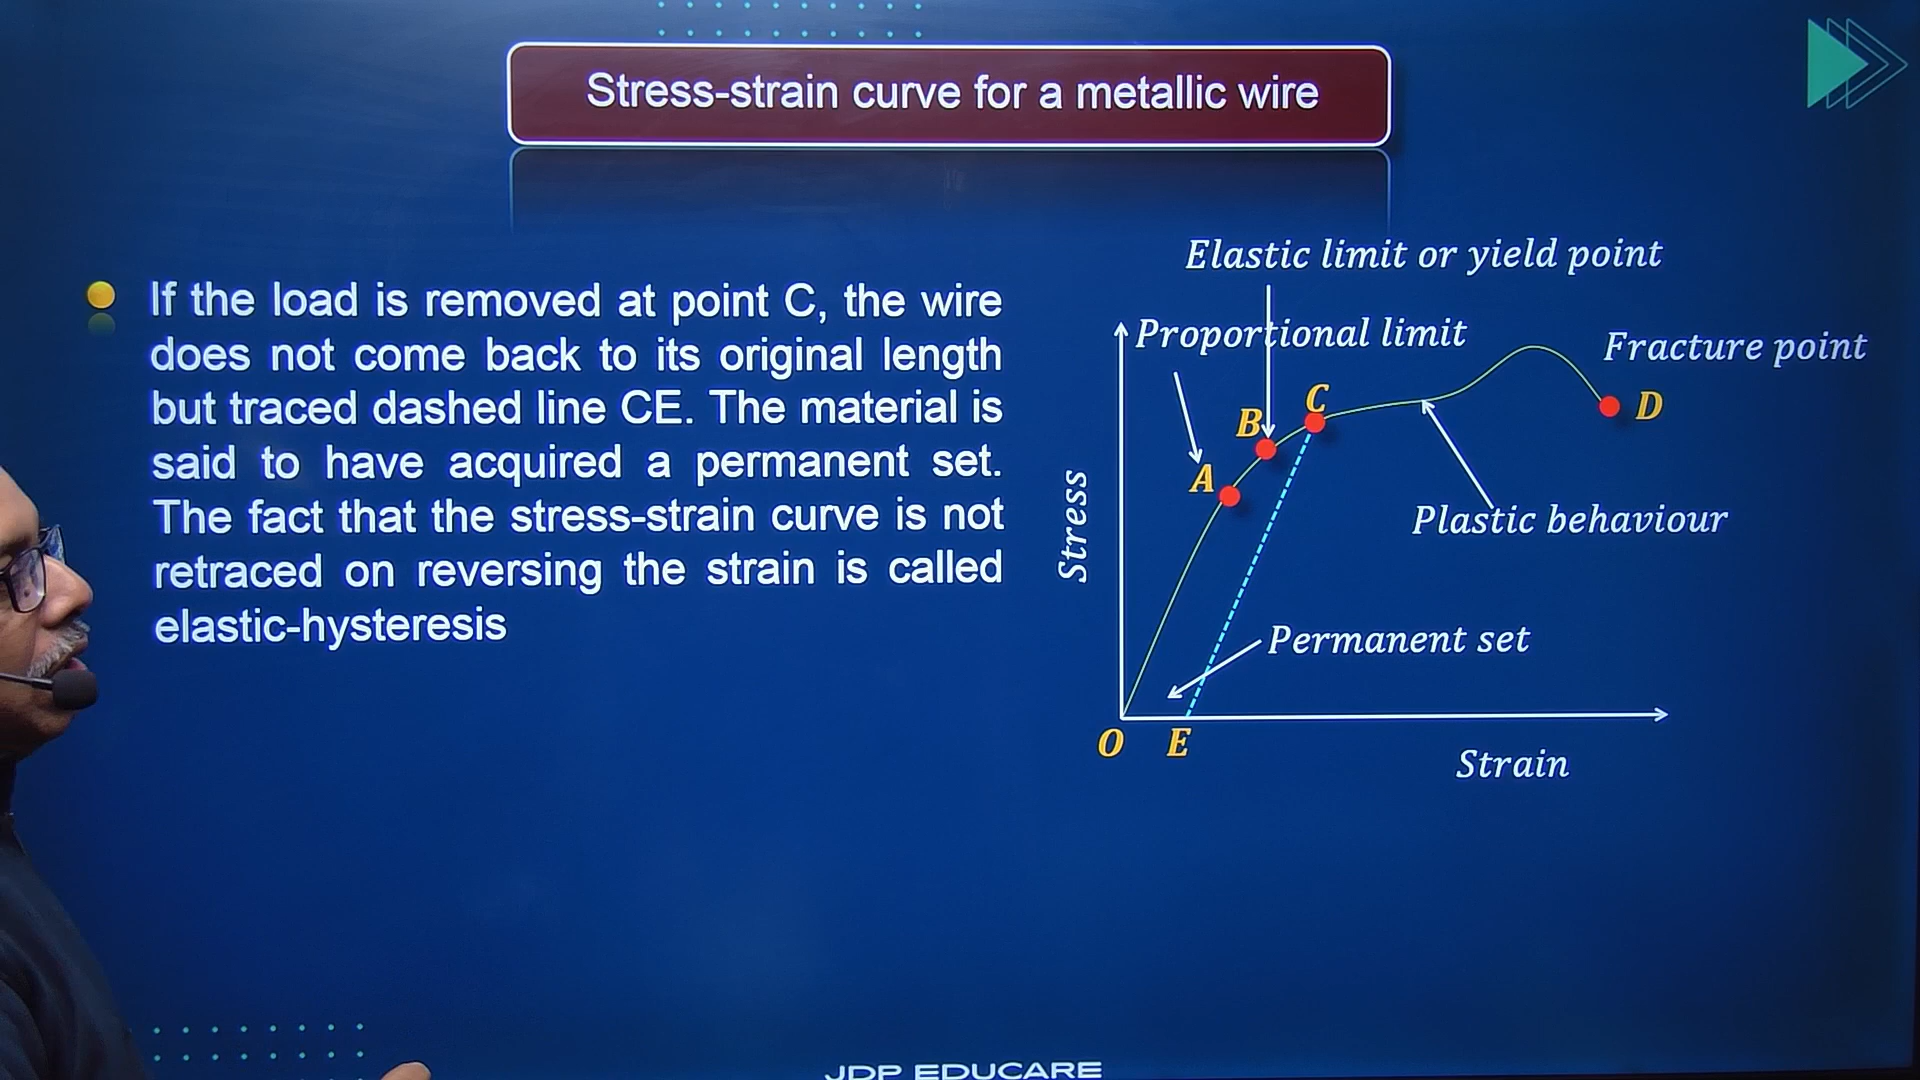 Stress-strain curve for a metallic wire
If the load is removed at point C, the wire
does not come back to its original length
but traced dashed line CE. The material is
said to have acquired a permanent set.
The fact that the stress-strain curve is not
retraced on reversing the strain is called
elastic-hysteresis
Elastic limit or yield point
Proportional limit
Fracture point
C
B
D
A
Stress
Plastic behaviour
Permanent set
O
E
Strain
JDP EDUCARE